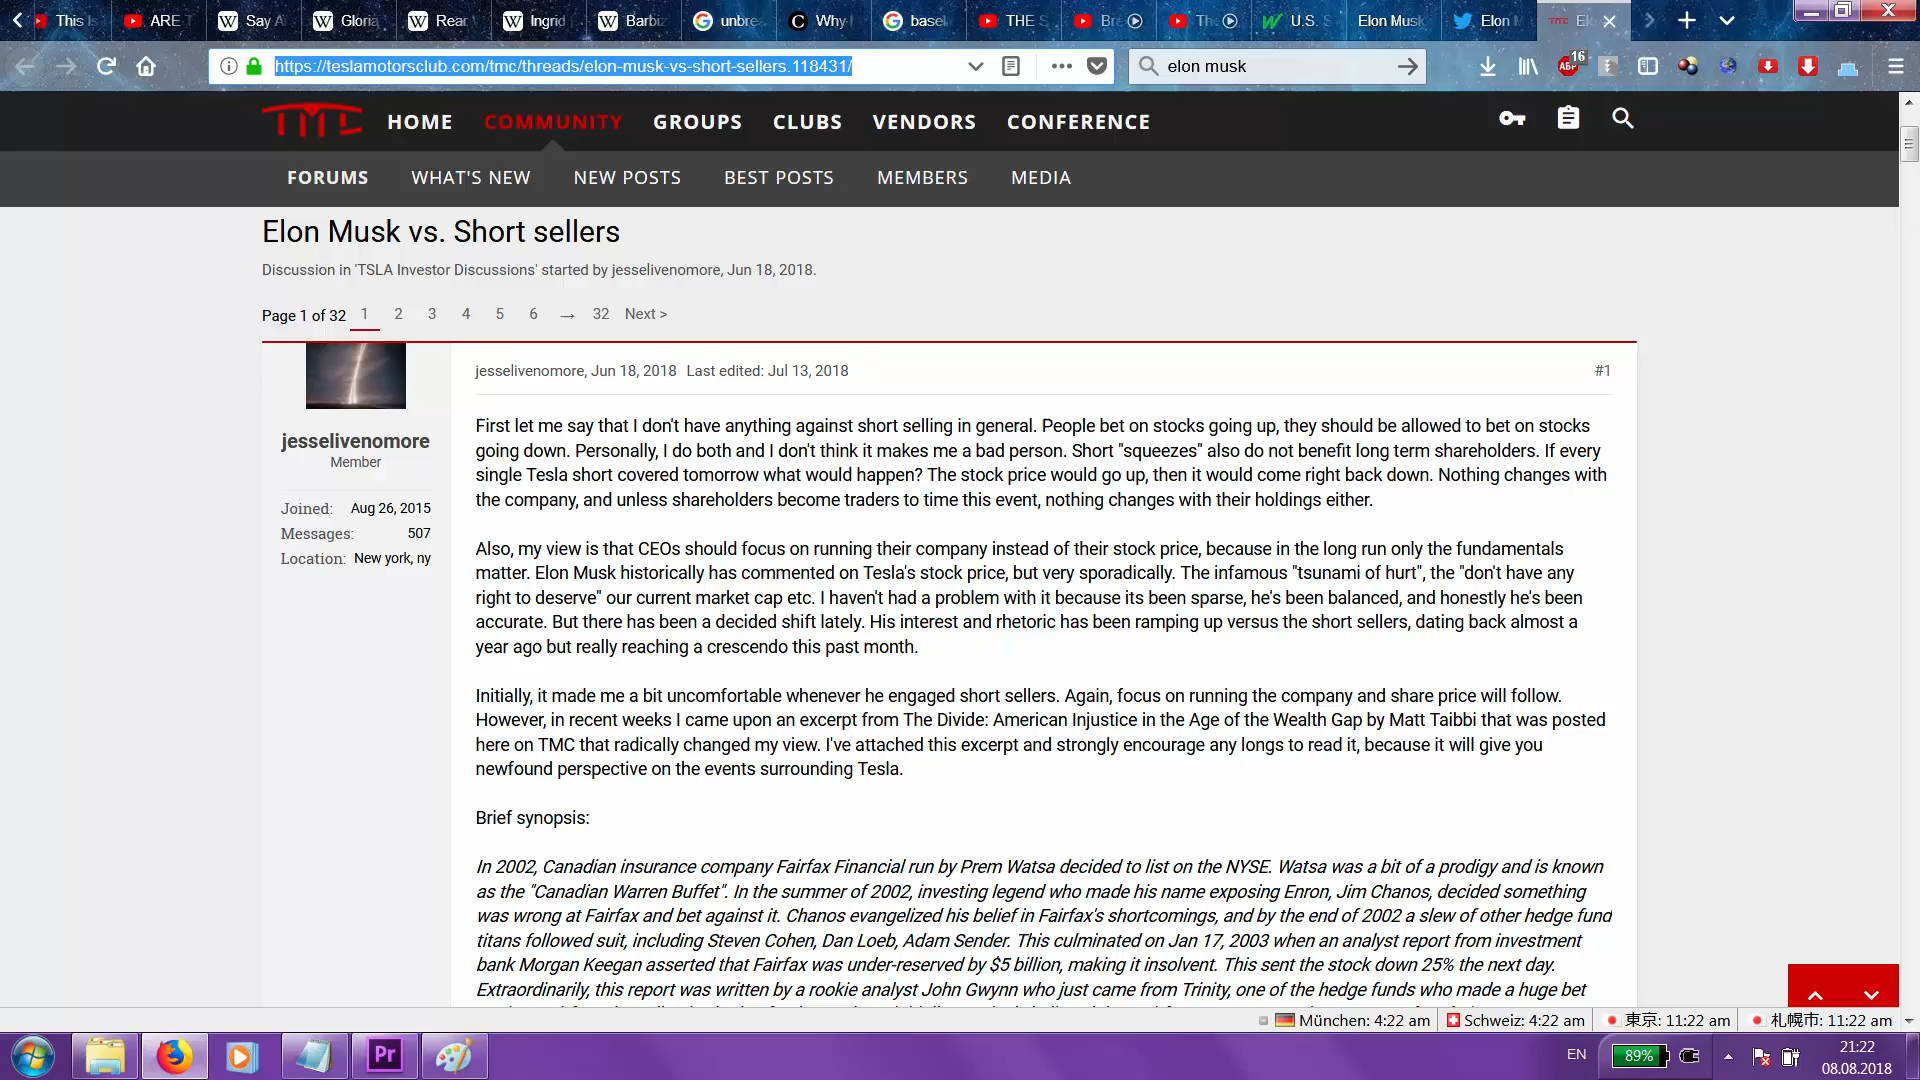 This Is
ARE T
Say A
Gloria
Rear
Ingrid
Barbiz
unbre
Why
basel
THE S
Bre
Th
U.S. S
Elon Musk
Elon M
El
https://teslamotorsclub.com/tmc/threads/elon-musk-vs-short-sellers.118431/
elon musk
16
ABP
TMC HOME COMMUNITY GROUPS CLUBS VENDORS CONFERENCE
FORUMS WHAT'S NEW NEW POSTS BEST POSTS MEMBERS MEDIA
Elon Musk vs. Short sellers
Discussion in 'TSLA Investor Discussions' started by jesselivenomore, Jun 18, 2018.
Page 1 of 32 1 2 3 4 5 6 → 32 Next >
jesselivenomore, Jun 18, 2018 Last edited: Jul 13, 2018 #1
jesselivenomore
Member
Joined: Aug 26, 2015
Messages: 507
Location: New york, ny
First let me say that I don't have anything against short selling in general. People bet on stocks going up, they should be allowed to bet on stocks
going down. Personally, I do both and I don't think it makes me a bad person. Short "squeezes" also do not benefit long term shareholders. If every
single Tesla short covered tomorrow what would happen? The stock price would go up, then it would come right back down. Nothing changes with
the company, and unless shareholders become traders to time this event, nothing changes with their holdings either.
Also, my view is that CEOs should focus on running their company instead of their stock price, because in the long run only the fundamentals
matter. Elon Musk historically has commented on Tesla's stock price, but very sporadically. The infamous "tsunami of hurt", the "don't have any
right to deserve" our current market cap etc. I haven't had a problem with it because its been sparse, he's been balanced, and honestly he's been
accurate. But there has been a decided shift lately. His interest and rhetoric has been ramping up versus the short sellers, dating back almost a
year ago but really reaching a crescendo this past month.
Initially, it made me a bit uncomfortable whenever he engaged short sellers. Again, focus on running the company and share price will follow.
However, in recent weeks I came upon an excerpt from The Divide: American Injustice in the Age of the Wealth Gap by Matt Taibbi that was posted
here on TMC that radically changed my view. I've attached this excerpt and strongly encourage any longs to read it, because it will give you
newfound perspective on the events surrounding Tesla.
Brief synopsis:
In 2002, Canadian insurance company Fairfax Financial run by Prem Watsa decided to list on the NYSE. Watsa was a bit of a prodigy and is known
as the "Canadian Warren Buffet". In the summer of 2002, investing legend who made his name exposing Enron, Jim Chanos, decided something
was wrong at Fairfax and bet against it. Chanos evangelized his belief in Fairfax's shortcomings, and by the end of 2002 a slew of other hedge fund
titans followed suit, including Steven Cohen, Dan Loeb, Adam Sender. This culminated on Jan 17, 2003 when an analyst report from investment
bank Morgan Keegan asserted that Fairfax was under-reserved by $5 billion, making it insolvent. This sent the stock down 25% the next day.
Extraordinarily, this report was written by a rookie analyst John Gwynn who just came from Trinity, one of the hedge funds who made a huge bet
München: 4:22 am Schweiz: 4:22 am 東京: 11:22 am 札幌市: 11:22 am
Pr
EN
89%
21:22
08.08.2018